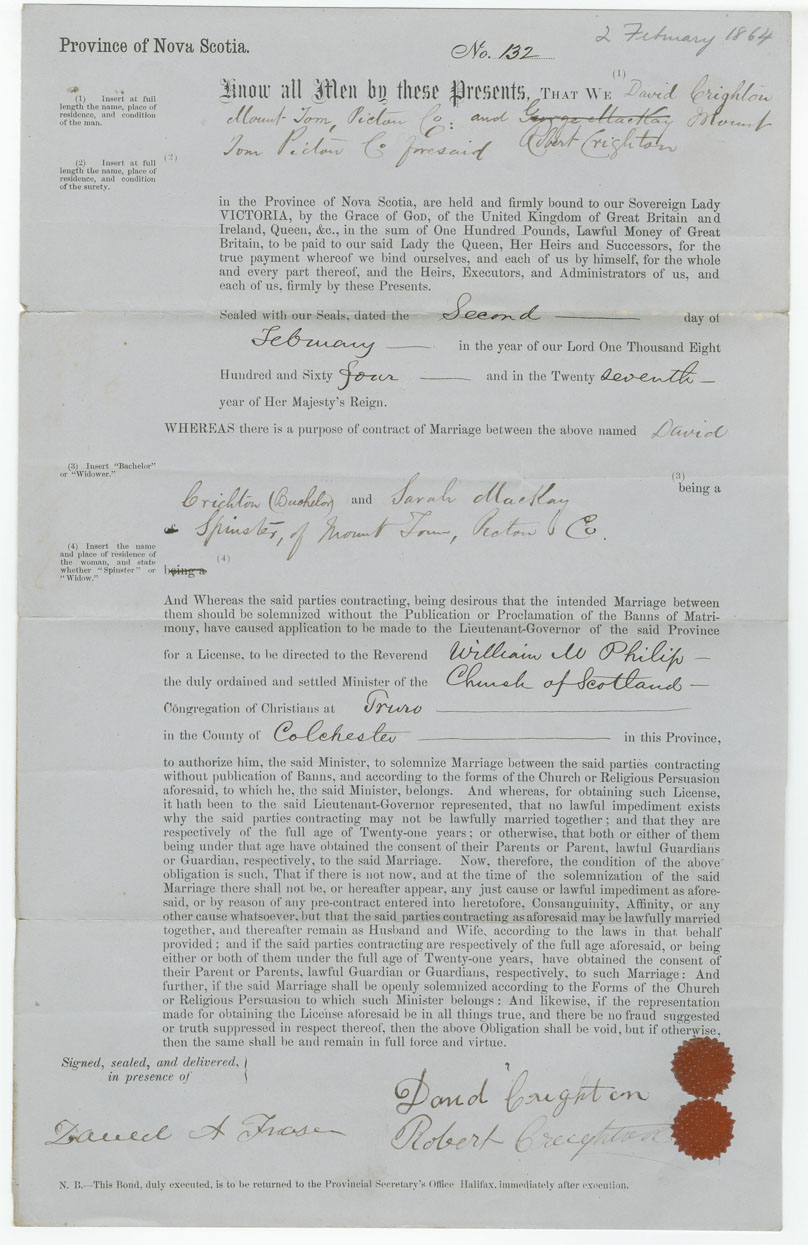 2 February 1864
Province of Nova Scotia.
No. 132
(1) Insert at full
length the name, place of
residence, and condition
of the man.
(1)
Know all Men by these Presents, THAT WE David Crighton
Mount Tom, Pictou Co: and George MacKay Mount
Tom Pictou Co foresaid Robert Crighton
(2) Insert at full
length the name, place of
residence, and condition
of the surety.
(2)
in the Province of Nova Scotia, are held and firmly bound to our Sovereign Lady
VICTORIA, by the Grace of God, of the United Kingdom of Great Britain and
Ireland, Queen, &c., in the sum of One Hundred Pounds, Lawful Money of Great
Britain, to be paid to our said Lady the Queen, Her Heirs and Successors, for the
true payment whereof we bind ourselves, and each of us by himself, for the whole
and every part thereof, and the Heirs, Executors, and Administrators of us, and
each of us, firmly by these Presents.
Sealed with our Seals, dated the Second day of
February in the year of our Lord One Thousand Eight
Hundred and Sixty four and in the Twenty seventh
year of Her Majesty's Reign.
WHEREAS there is a purpose of contract of Marriage between the above named David
(3) Insert "Bachelor"
or "Widower."
(3)
being a
Crighton (Bachelor) and Sarah MacKay
Spinster, of Mount Tom, Pictou Co.
(4) Insert the name
and place of residence of
the woman, and state
whether "Spinster" or
"Widow."
(4)
being a
And Whereas the said parties contracting, being desirous that the intended Marriage between
them should be solemnized without the Publication or Proclamation of the Banns of Matri-
mony, have caused application to be made to the Lieutenant-Governor of the said Province
for a License, to be directed to the Reverend William M Philip
the duly ordained and settled Minister of the Church of Scotland
Congregation of Christians at Truro
in the County of Colchester in this Province,
to authorize him, the said Minister, to solemnize Marriage between the said parties contracting
without publication of Banns, and according to the forms of the Church or Religious Persuasion
aforesaid, to which he, the said Minister, belongs. And whereas, for obtaining such License,
it hath been to the said Lieutenant-Governor represented, that no lawful impediment exists
why the said parties contracting may not be lawfully married together; and that they are
respectively of the full age of Twenty-one years; or otherwise, that both or either of them
being under that age have obtained the consent of their Parents or Parent, lawful Guardians
or Guardian, respectively, to the said Marriage. Now, therefore, the condition of the above
obligation is such, That if there is not now, and at the time of the solemnization of the said
Marriage there shall not be, or hereafter appear, any just cause or lawful impediment as afore-
said, or by reason of any pre-contract entered into heretofore, Consanguinity, Affinity, or any
other cause whatsoever, but that the said parties contracting as aforesaid may be lawfully married
together, and thereafter remain as Husband and Wife, according to the laws in that behalf
provided; and if the said parties contracting are respectively of the full age aforesaid, or being
either or both of them under the full age of Twenty-one years, have obtained the consent of
their Parent or Parents, lawful Guardian or Guardians, respectively, to such Marriage: And
further, if the said Marriage shall be openly solemnized according to the Forms of the Church
or Religious Persuasion to which such Minister belongs: And likewise, if the representation
made for obtaining the License aforesaid be in all things true, and there be no fraud suggested
or truth suppressed in respect thereof, then the above Obligation shall be void, but if otherwise,
then the same shall be and remain in full force and virtue.
Signed, sealed, and delivered,
in presence of
David Crighton
Daniel A Fraser
Robert Creighton
N. B.—This Bond, duly executed, is to be returned to the Provincial Secretary's Office Halifax, immediately after execution.